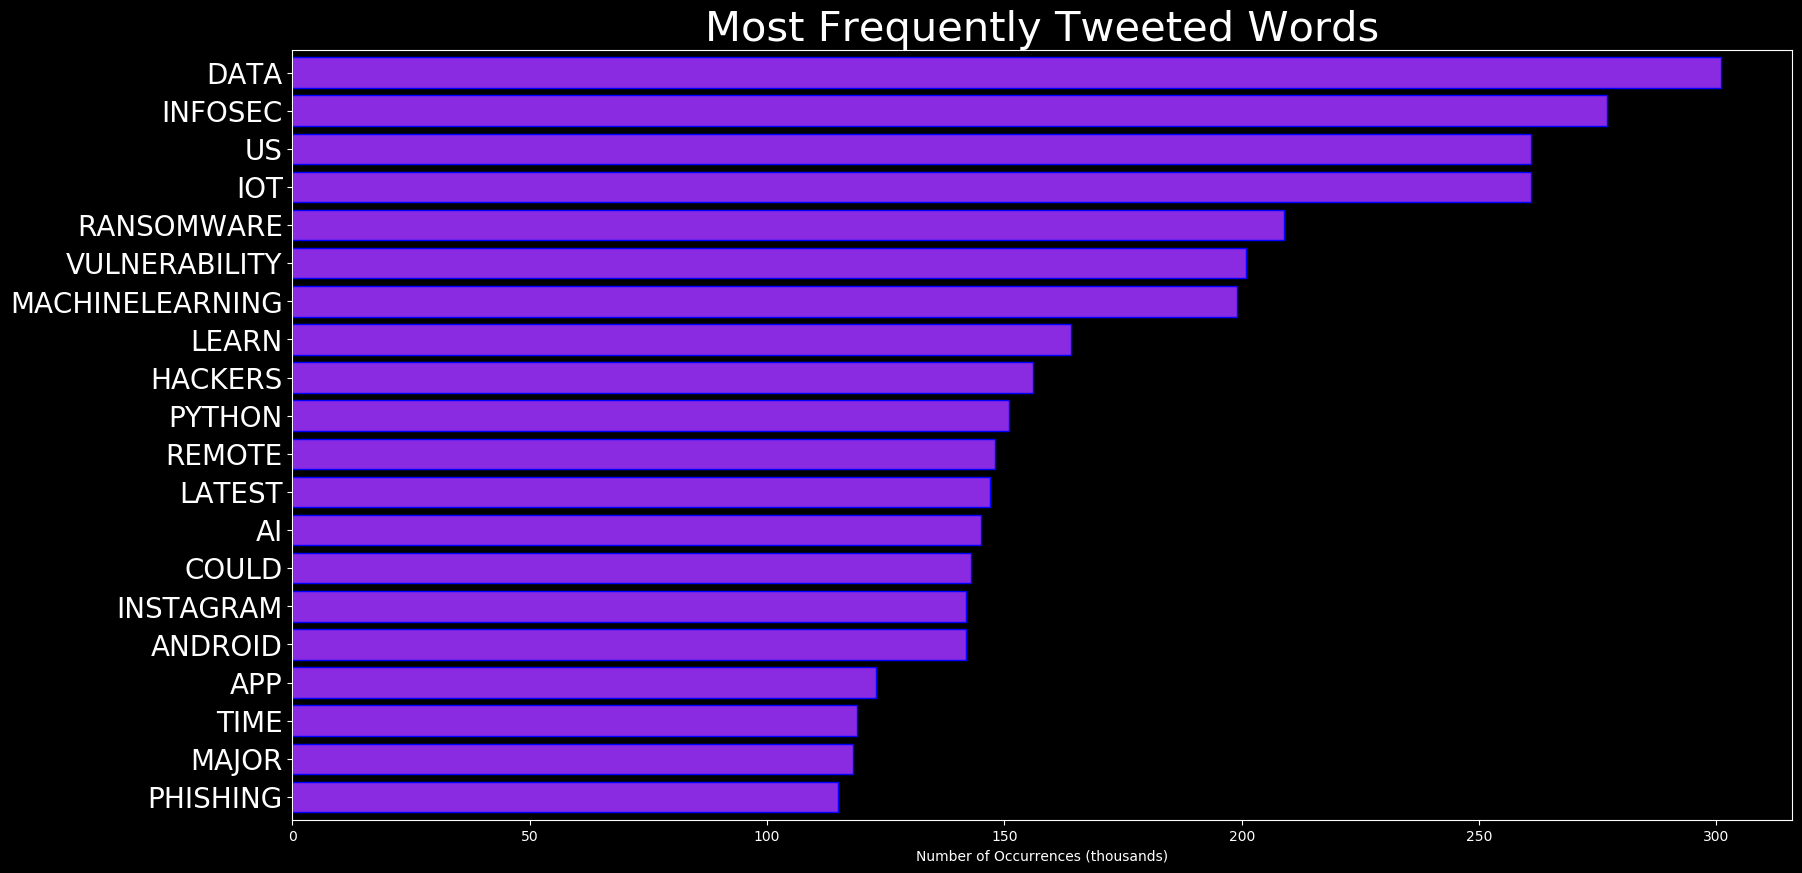 Most Frequently Tweeted Words
DATA
INFOSEC
US
IOT
RANSOMWARE
VULNERABILITY
MACHINELEARNING
LEARN
HACKERS
PYTHON
REMOTE
LATEST
AI
COULD
INSTAGRAM
ANDROID
APP
TIME
MAJOR
PHISHING
0 50 100 150 200 250 300
Number of Occurrences (thousands)